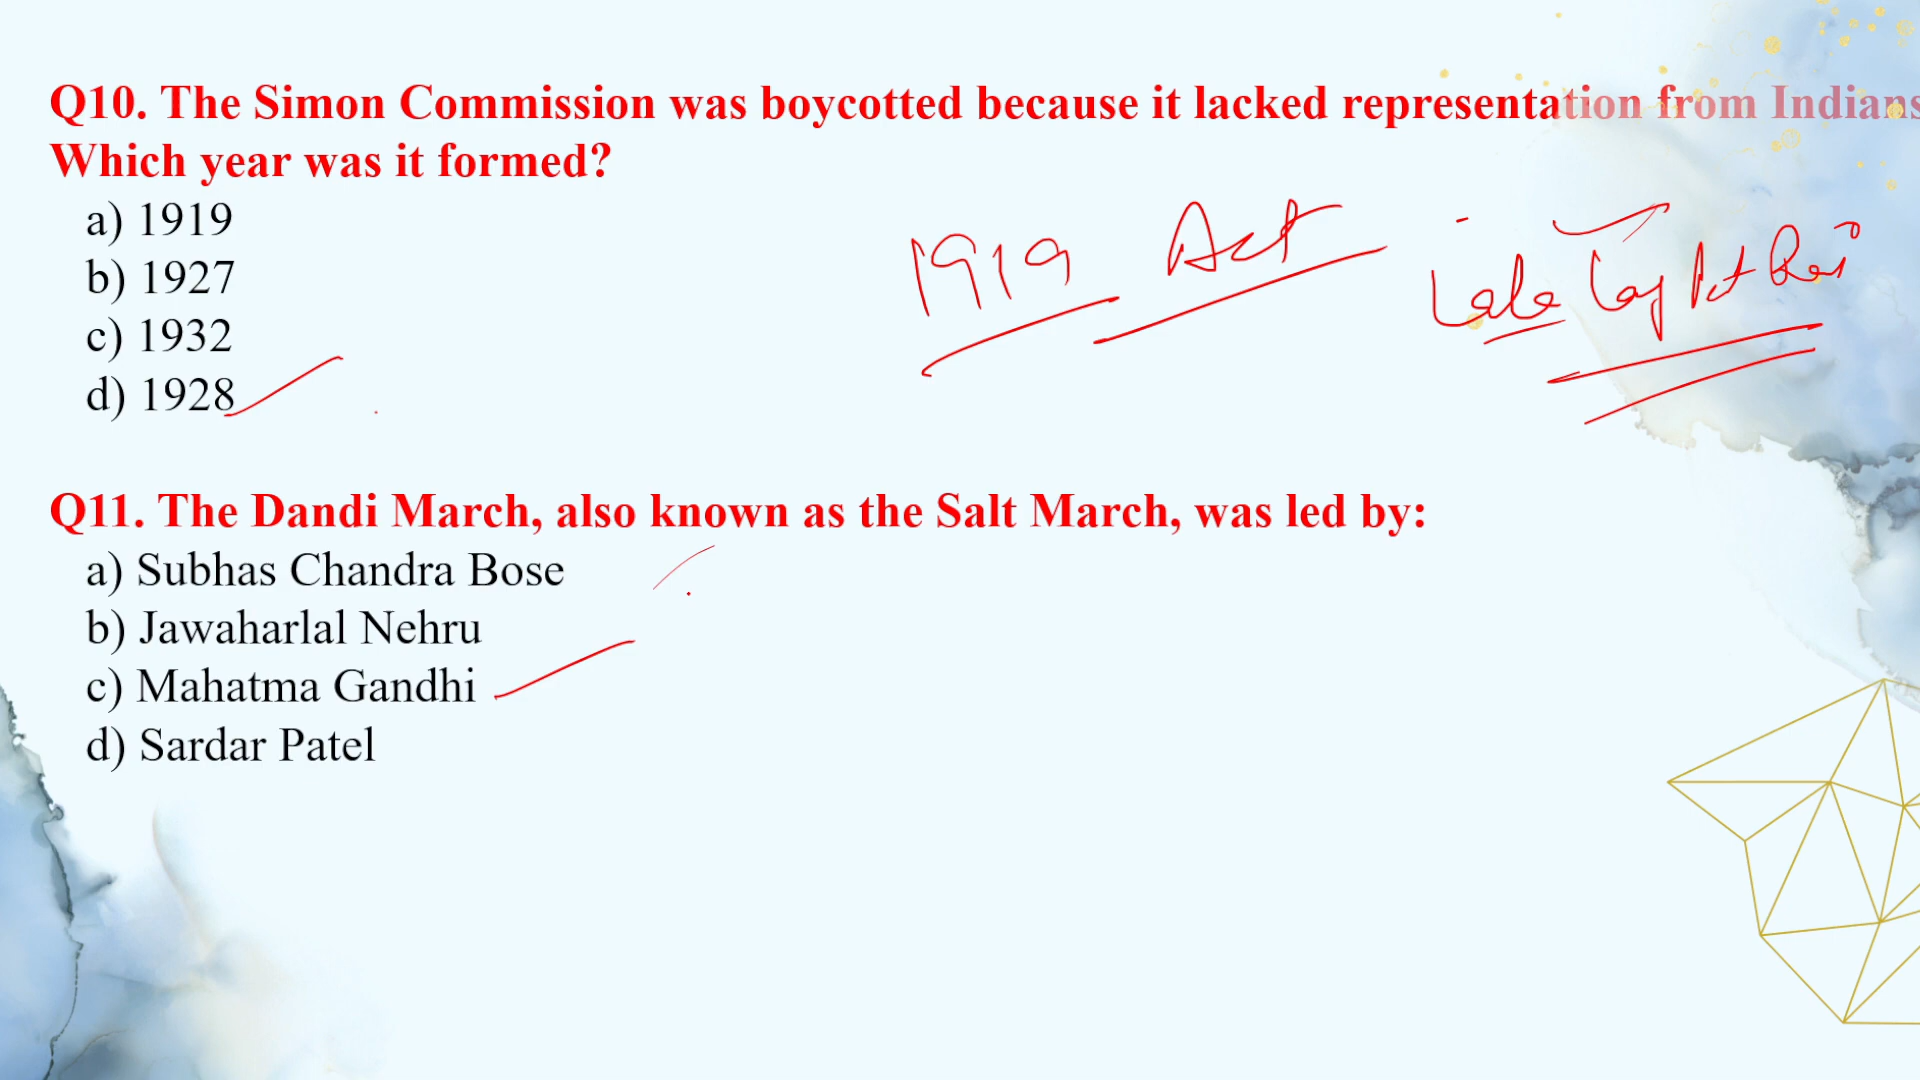 Q10. The Simon Commission was boycotted because it lacked representation from Indians
Which year was it formed?
a) 1919
b) 1927
c) 1932
d) 1928
1919 Act
Lala
Q11. The Dandi March, also known as the Salt March, was led by:
a) Subhas Chandra Bose
b) Jawaharlal Nehru
c) Mahatma Gandhi
d) Sardar Patel